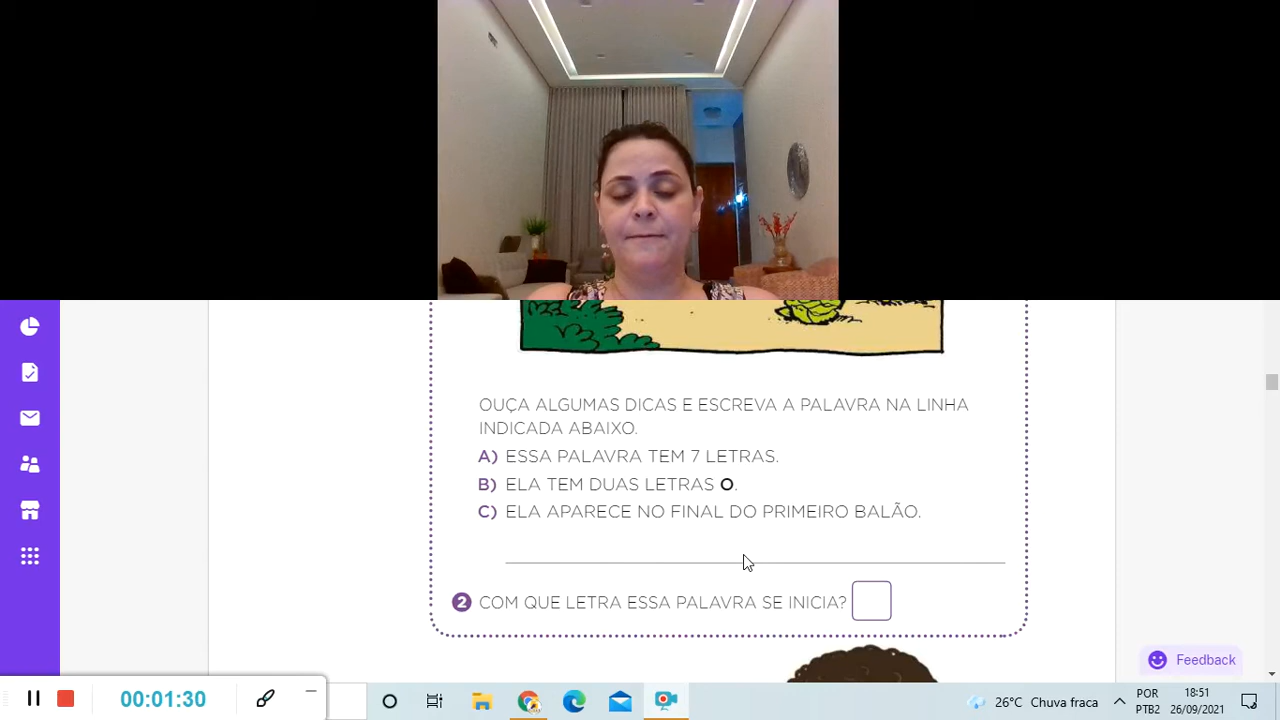 OUÇA ALGUMAS DICAS E ESCREVA A PALAVRA NA LINHA
INDICADA ABAIXO.
A) ESSA PALAVRA TEM 7 LETRAS.
B) ELA TEM DUAS LETRAS O.
C) ELA APARECE NO FINAL DO PRIMEIRO BALÃO.
2 COM QUE LETRA ESSA PALAVRA SE INICIA?
Feedback
00:01:30
26°C Chuva fraca
POR
PTB2
18:51
26/09/2021